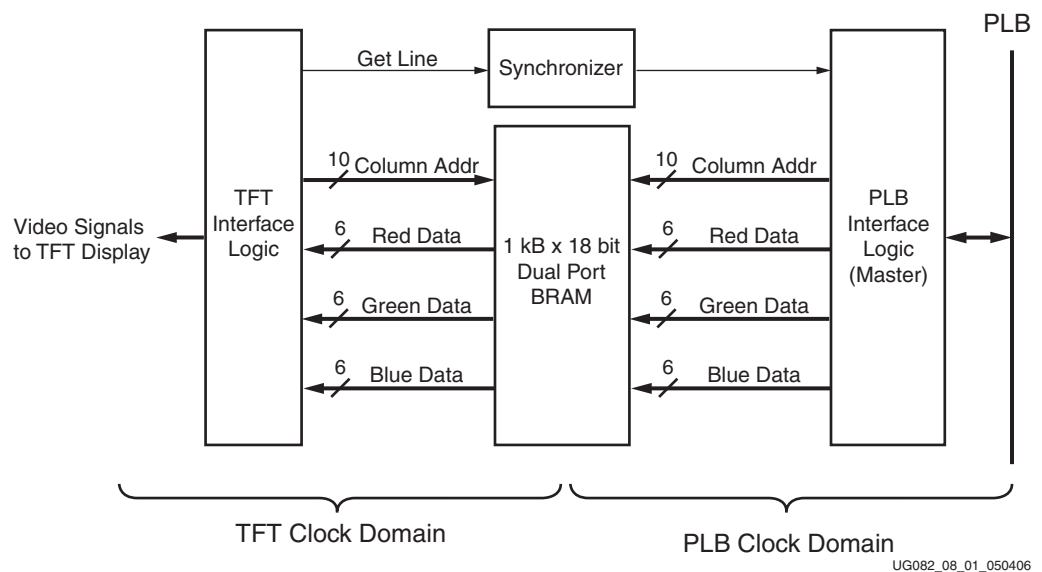 PLB
Get Line
Synchronizer
10
Column Addr
10
Column Addr
TFT
Interface
Logic
PLB
Interface
Logic
(Master)
Video Signals
to TFT Display
6
Red Data
1 kB x 18 bit
Dual Port
BRAM
6
Red Data
6
Green Data
6
Green Data
6
Blue Data
6
Blue Data
TFT Clock Domain
PLB Clock Domain
UG082_08_01_050406